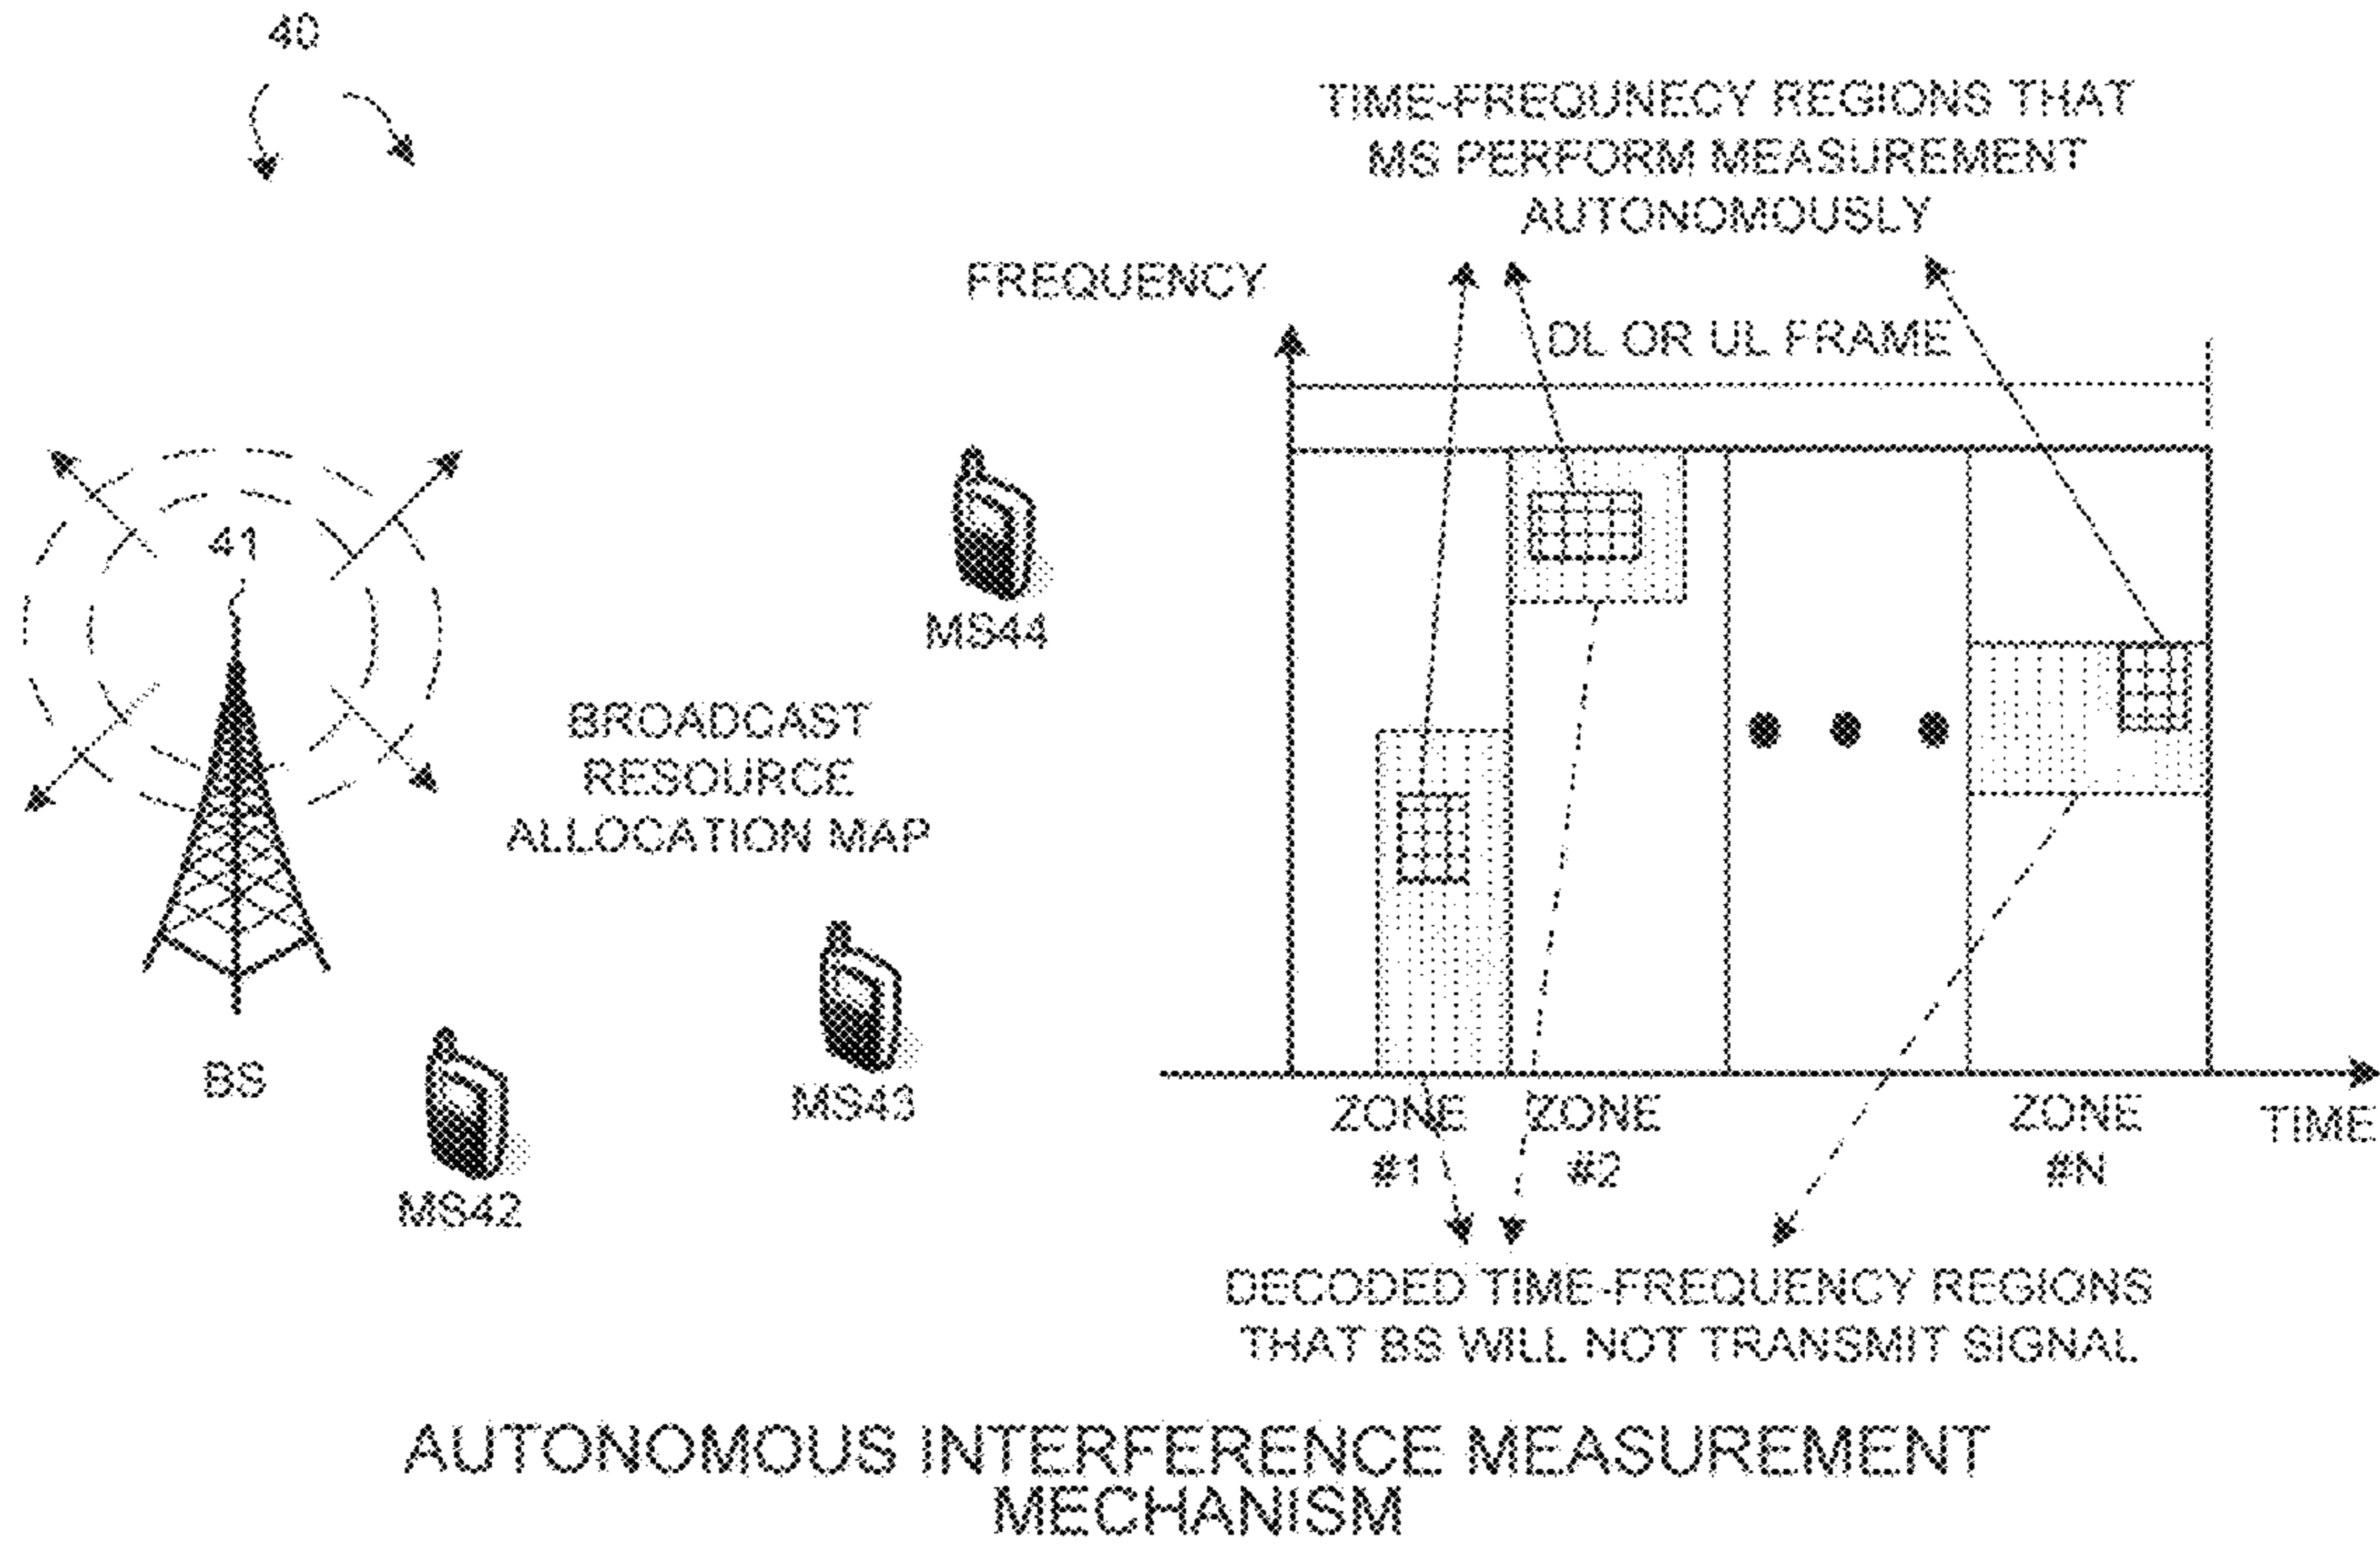 40
TIME-FREQUNECY REGIONS THAT
MS PERFORM MEASUREMENT
AUTONOMOUSLY
FREQUENCY
DL OR UL FRAME
41
MS44
BROADCAST
RESOURCE
ALLOCATION MAP
BS
MS43
MS42
ZONE
#1
ZONE
#2
ZONE
#N
TIME
DECODED TIME-FREQUENCY REGIONS
THAT BS WILL NOT TRANSMIT SIGNAL
AUTONOMOUS INTERFERENCE MEASUREMENT
MECHANISM